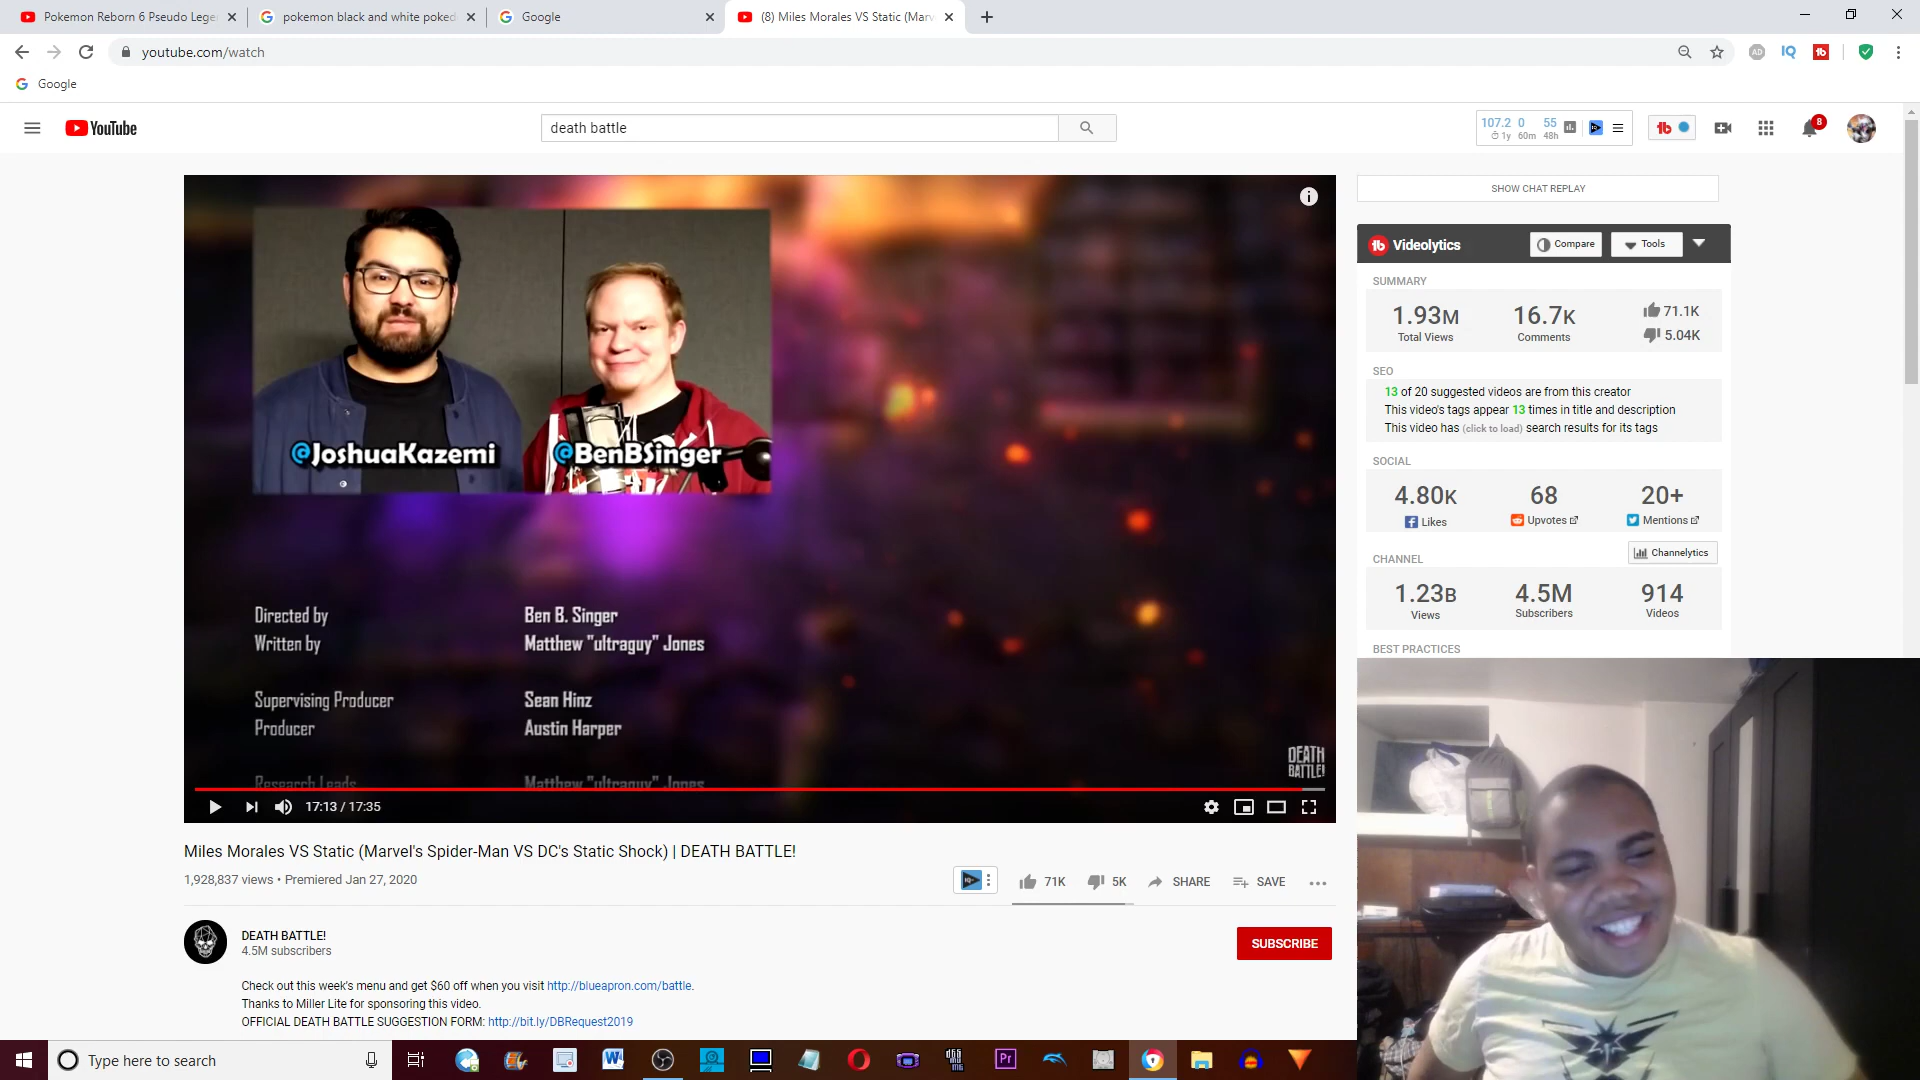 Pokemon Reborn 6 Pseudo Lege
pokemon black and white poked
Google
(8) Miles Morales VS Static (Marv
youtube.com/watch
Google
YouTube
death battle
107.2 0 55
1y 60m 48h
8
SHOW CHAT REPLAY
Videolytics
Compare
Tools
SUMMARY
1.93M
Total Views
16.7K
Comments
71.1K
5.04K
SEO
13 of 20 suggested videos are from this creator
This video's tags appear 13 times in title and description
This video has (click to load) search results for its tags
SOCIAL
4.80K
Likes
68
Upvotes
20+
Mentions
CHANNEL
Channelytics
1.23B
Views
4.5M
Subscribers
914
Videos
BEST PRACTICES
@JoshuaKazemi
@BenBSinger
Directed by Ben B. Singer
Written by Matthew "ultraguy" Jones
Supervising Producer Sean Hinz
Producer Austin Harper
Research Leads Matthew "ultraguy" Jones
DEATH BATTLE!
17:13 / 17:35
Miles Morales VS Static (Marvel's Spider-Man VS DC's Static Shock) | DEATH BATTLE!
1,928,837 views • Premiered Jan 27, 2020
71K
5K
SHARE
SAVE
DEATH BATTLE!
4.5M subscribers
SUBSCRIBE
Check out this week's menu and get $60 off when you visit http://blueapron.com/battle.
Thanks to Miller Lite for sponsoring this video.
OFFICIAL DEATH BATTLE SUGGESTION FORM: http://bit.ly/DBRequest2019
Type here to search